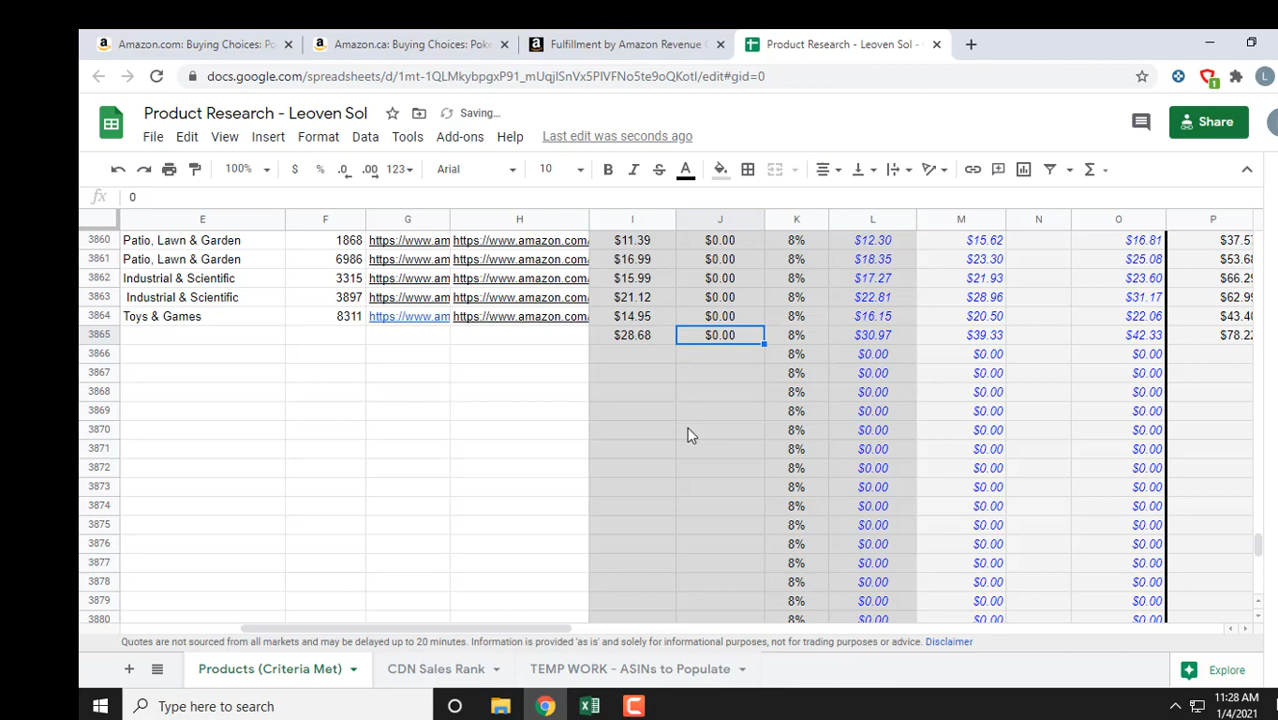 Amazon.com: Buying Choices: Po
Amazon.ca: Buying Choices: Poke
Fulfillment by Amazon Revenue C
Product Research - Leoven Sol -
docs.google.com/spreadsheets/d/1mt-1QLMkybpgxP91_mUqjISnVx5PIVFNo5te9oQKotI/edit#gid=0
1
L
Product Research - Leoven Sol
Saving...
File Edit View Insert Format Data Tools Add-ons Help Last edit was seconds ago
Share
100% $ % .0 .00 123 Arial 10 B I S A
fx 0
E F G H I J K L M N O P
3860 Patio, Lawn & Garden 1868 https://www.am https://www.amazon.com/ $11.39 $0.00 8% $12.30 $15.62 $16.81 $37.57
3861 Patio, Lawn & Garden 6986 https://www.am https://www.amazon.com/ $16.99 $0.00 8% $18.35 $23.30 $25.08 $53.68
3862 Industrial & Scientific 3315 https://www.am https://www.amazon.com/ $15.99 $0.00 8% $17.27 $21.93 $23.60 $66.29
3863 Industrial & Scientific 3897 https://www.am https://www.amazon.com/ $21.12 $0.00 8% $22.81 $28.96 $31.17 $62.99
3864 Toys & Games 8311 https://www.am https://www.amazon.com/ $14.95 $0.00 8% $16.15 $20.50 $22.06 $43.40
3865 $28.68 $0.00 8% $30.97 $39.33 $42.33 $78.22
3866 8% $0.00 $0.00 $0.00
3867 8% $0.00 $0.00 $0.00
3868 8% $0.00 $0.00 $0.00
3869 8% $0.00 $0.00 $0.00
3870 8% $0.00 $0.00 $0.00
3871 8% $0.00 $0.00 $0.00
3872 8% $0.00 $0.00 $0.00
3873 8% $0.00 $0.00 $0.00
3874 8% $0.00 $0.00 $0.00
3875 8% $0.00 $0.00 $0.00
3876 8% $0.00 $0.00 $0.00
3877 8% $0.00 $0.00 $0.00
3878 8% $0.00 $0.00 $0.00
3879 8% $0.00 $0.00 $0.00
3880 8% $0.00 $0.00 $0.00
Quotes are not sourced from all markets and may be delayed up to 20 minutes. Information is provided 'as is' and solely for informational purposes, not for trading purposes or advice. Disclaimer
Products (Criteria Met) CDN Sales Rank TEMP WORK - ASINs to Populate Explore
Type here to search
11:28 AM
1/4/2021